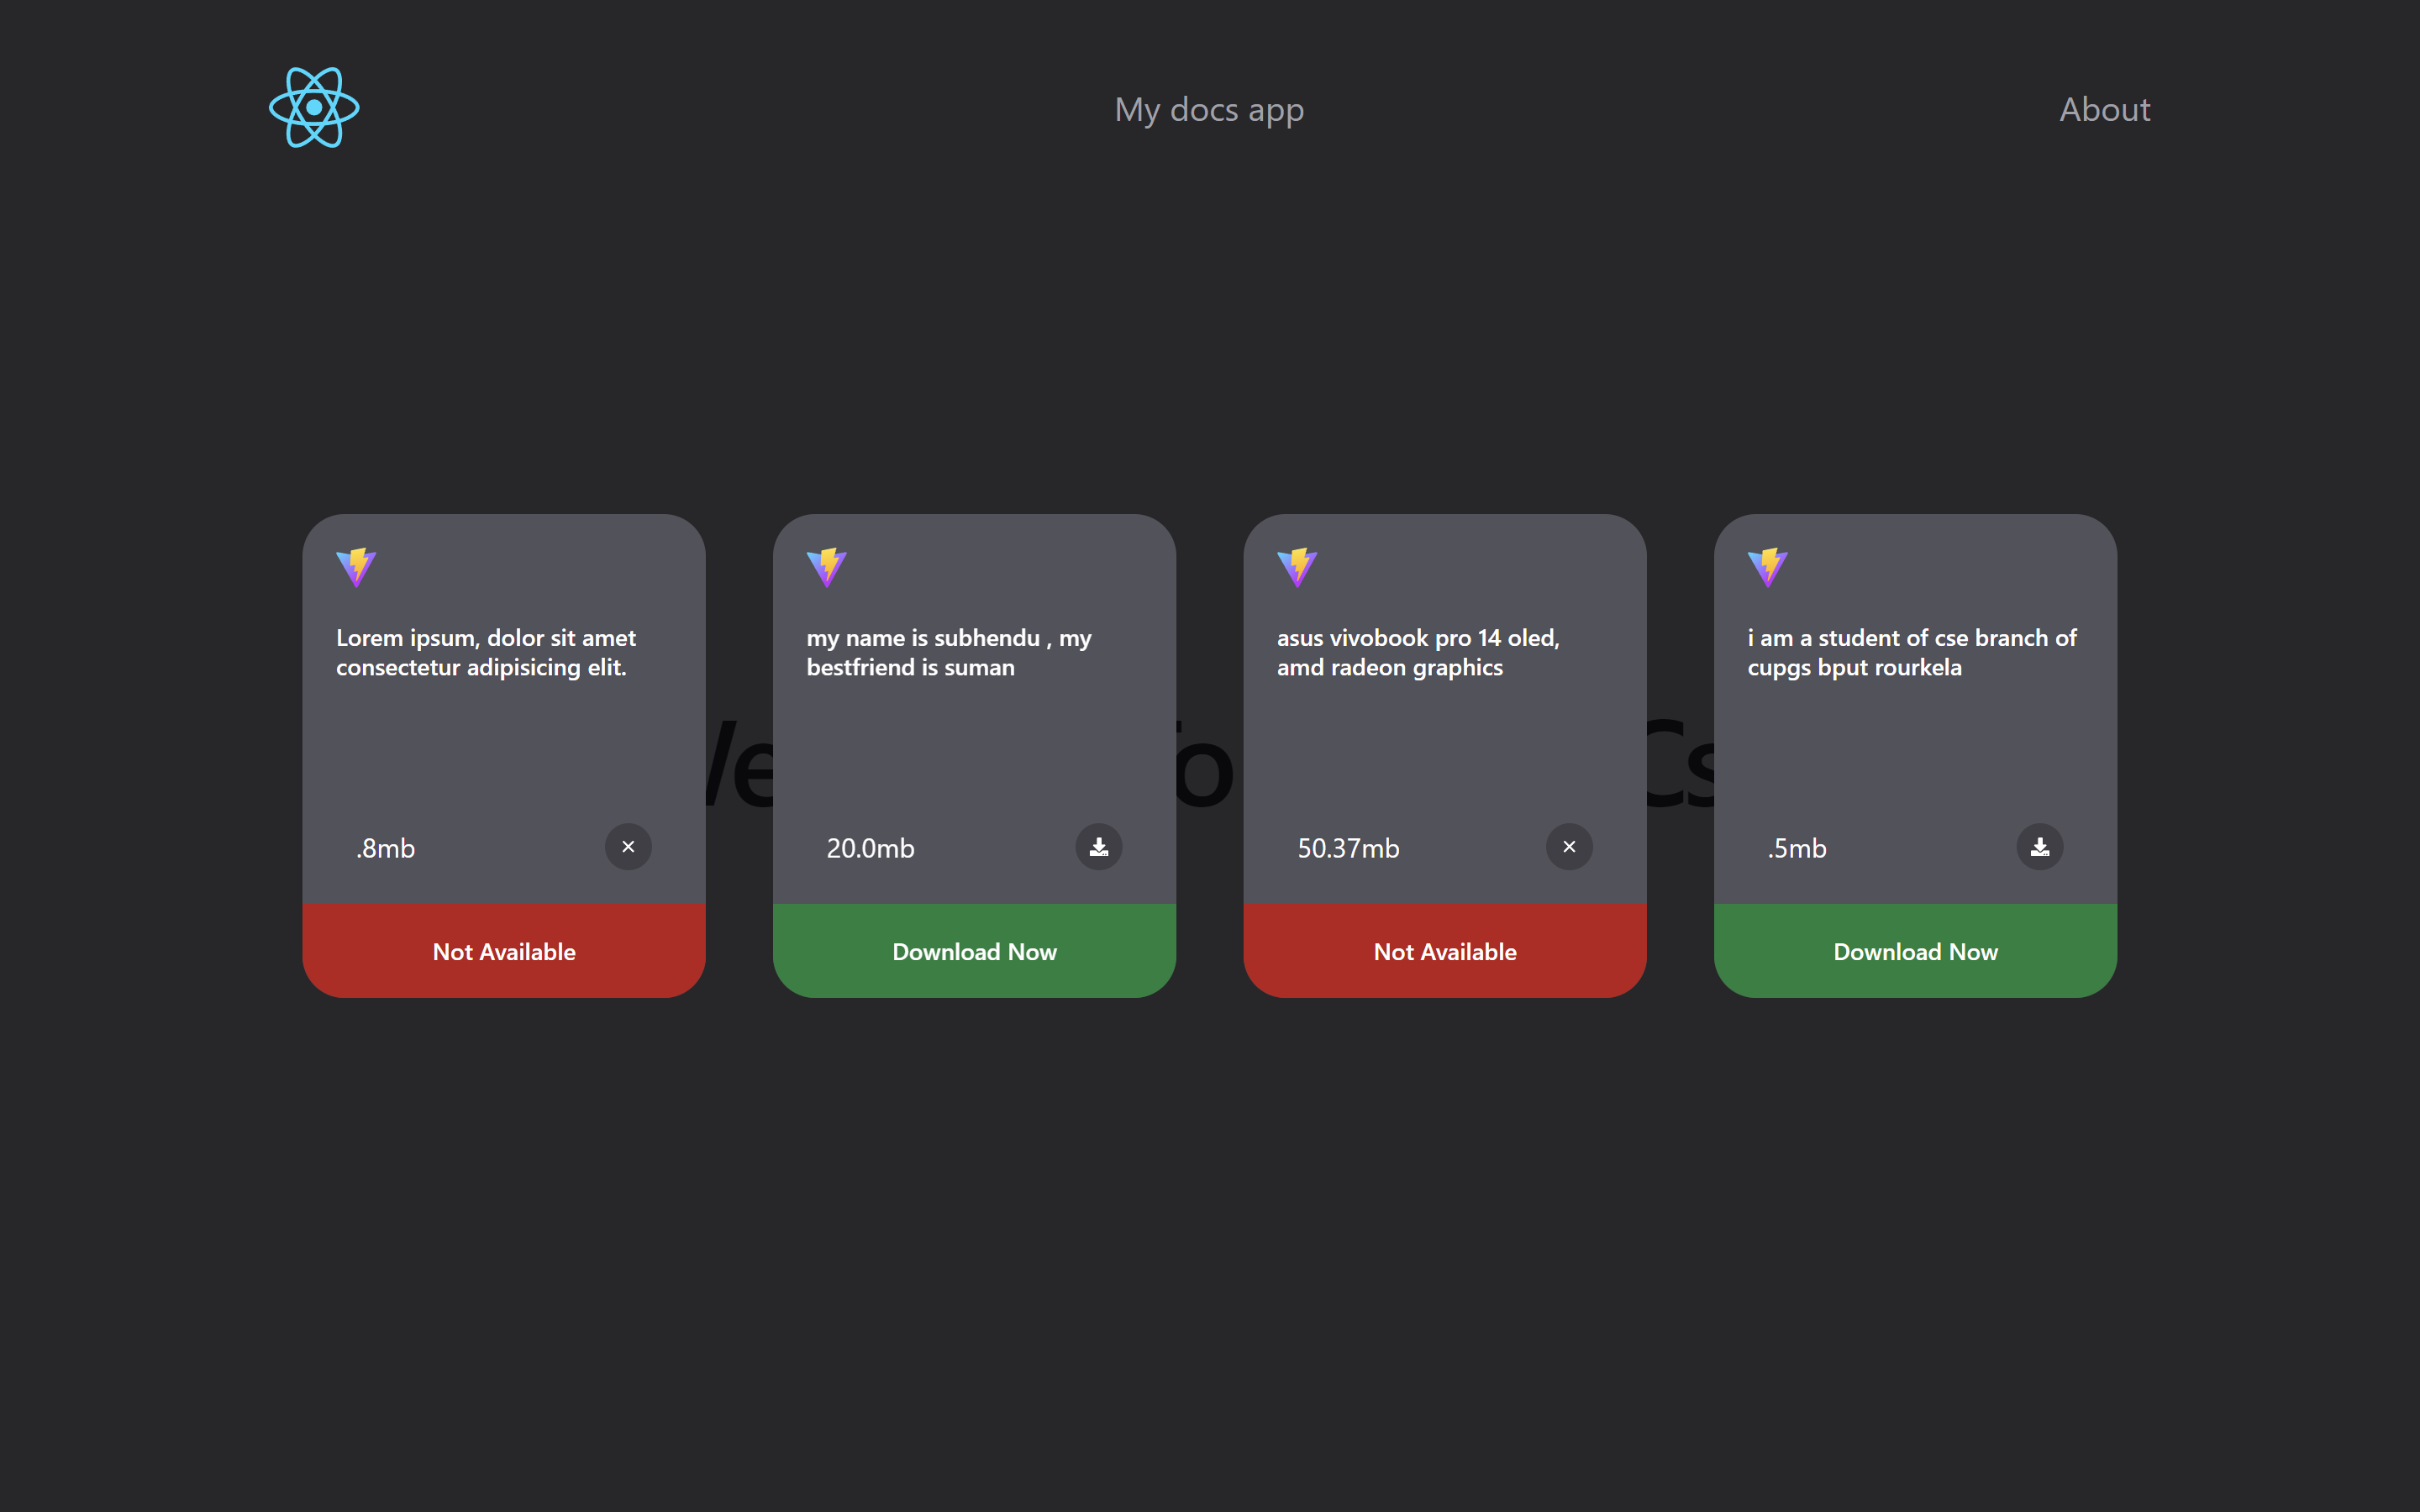 My docs app
About
Lorem ipsum, dolor sit amet
consectetur adipisicing elit.
.8mb
Not Available
my name is subhendu , my
bestfriend is suman
20.0mb
Download Now
asus vivobook pro 14 oled,
amd radeon graphics
50.37mb
Not Available
i am a student of cse branch of
cupgs bput rourkela
.5mb
Download Now